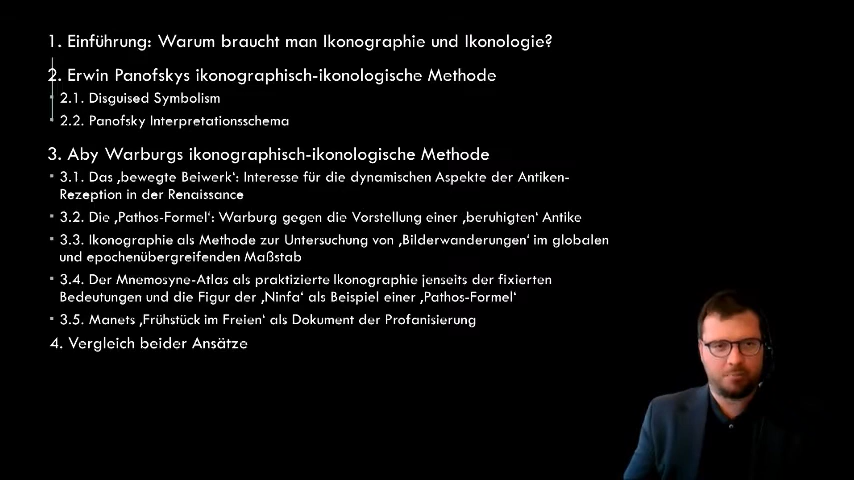 1. Einführung: Warum braucht man Ikonographie und Ikonologie?
2. Erwin Panofskys ikonographisch-ikonologische Methode
▪ 2.1. Disguised Symbolism
▪ 2.2. Panofsky Interpretationsschema
3. Aby Warburgs ikonographisch-ikonologische Methode
▪ 3.1. Das ‚bewegte Beiwerk‘: Interesse für die dynamischen Aspekte der Antiken-
Rezeption in der Renaissance
▪ 3.2. Die ‚Pathos-Formel‘: Warburg gegen die Vorstellung einer ‚beruhigten‘ Antike
▪ 3.3. Ikonographie als Methode zur Untersuchung von ‚Bilderwanderungen‘ im globalen
und epochenübergreifenden Maßstab
▪ 3.4. Der Mnemosyne-Atlas als praktizierte Ikonographie jenseits der fixierten
Bedeutungen und die Figur der ‚Ninfa‘ als Beispiel einer ‚Pathos-Formel‘
▪ 3.5. Manets ‚Frühstück im Freien‘ als Dokument der Profanisierung
4. Vergleich beider Ansätze